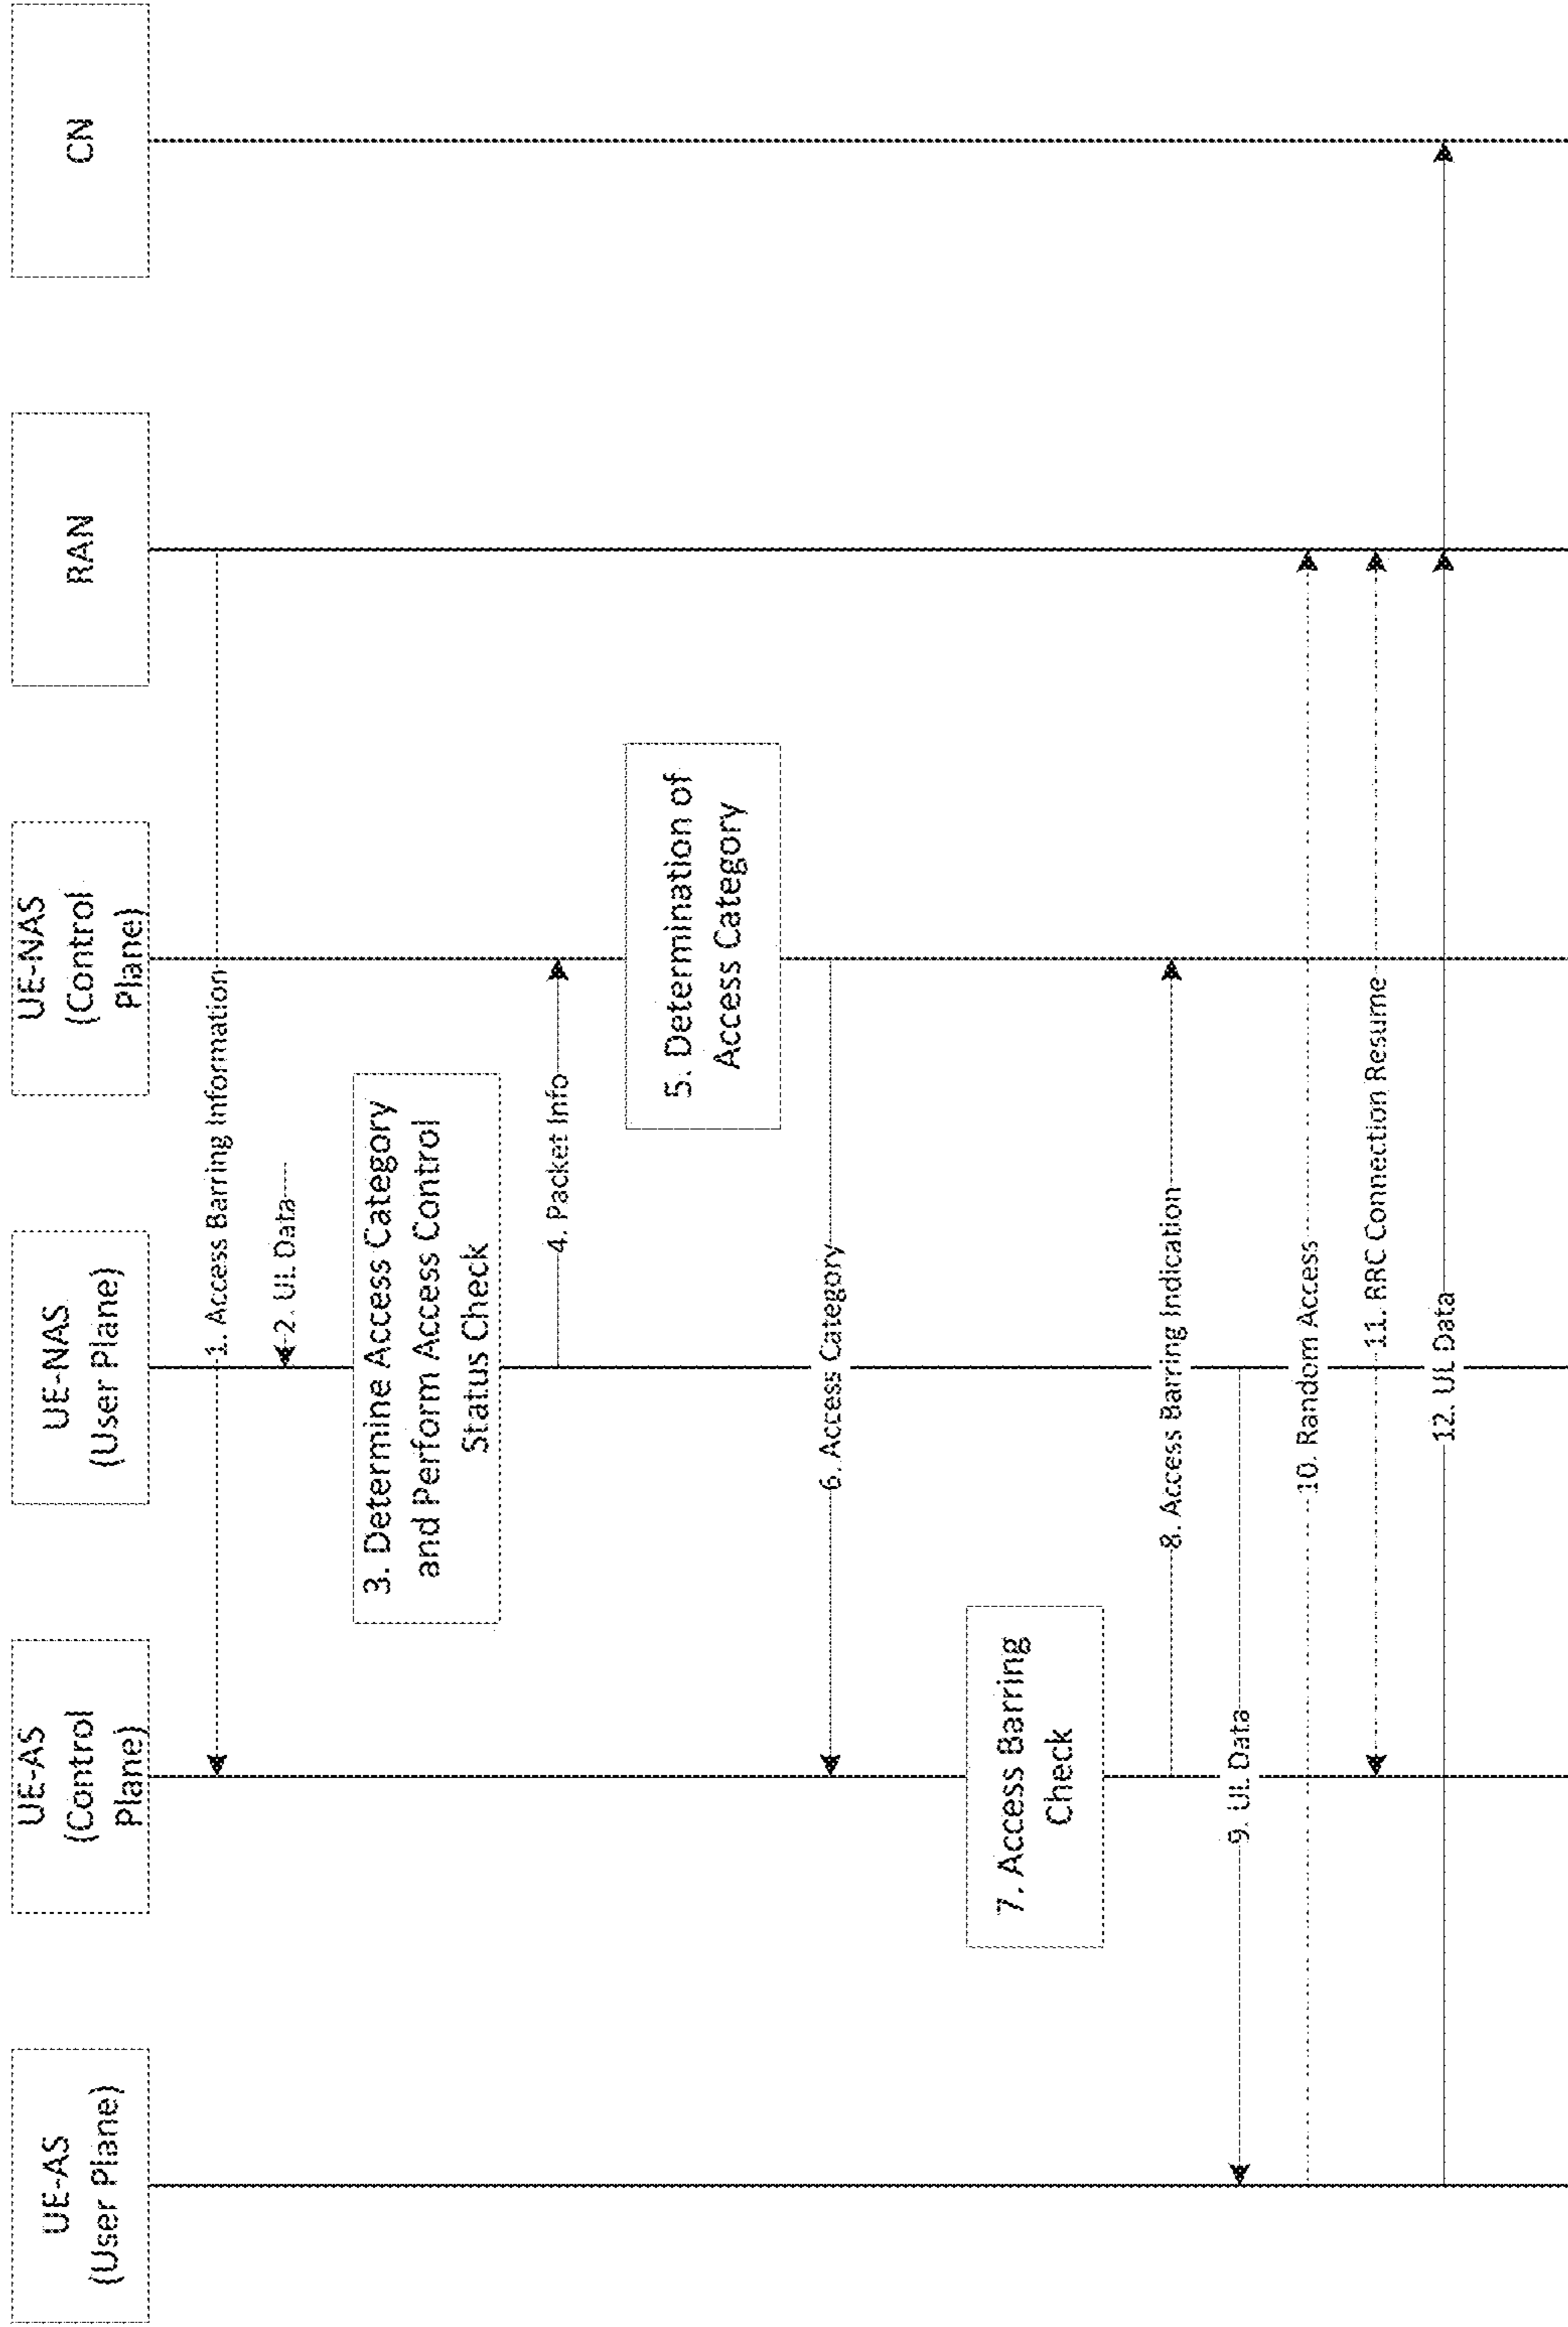 UE-AS
(User Plane)
UE-AS
(Control
Plane)
UE-NAS
(User Plane)
UE-NAS
(Control
Plane)
RAN
CN
1. Access Barring Information
2. UL Data
3. Determine Access Category
and Perform Access Control
Status Check
4. Packet Info
5. Determination of
Access Category
6. Access Category
7. Access Barring
Check
8. Access Barring Indication
9. UL Data
10. Random Access
11. RRC Connection Resume
12. UL Data